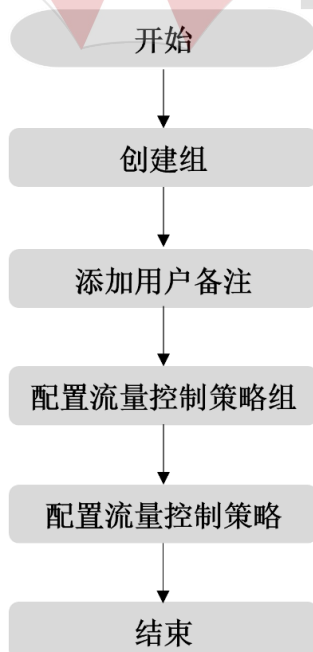 开始
创建组
添加用户备注
配置流量控制策略组
配置流量控制策略
结束